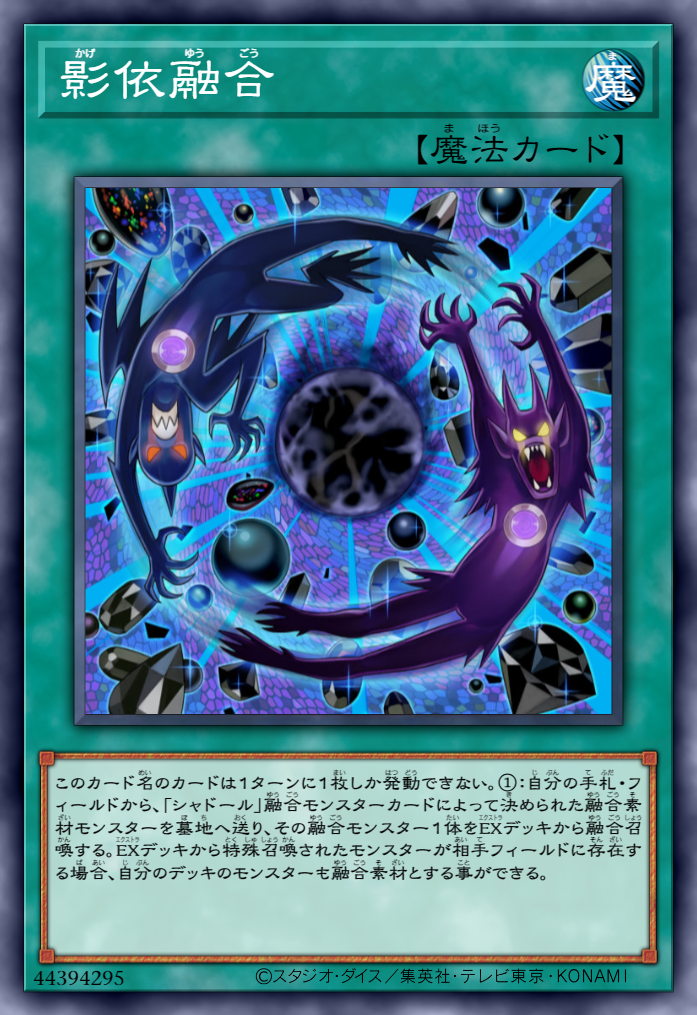 影依融合
魔
【魔法カード】
このカード名のカードは1ターンに1枚しか発動できない。①:自分の手札・フ
ィールドから、「シャドール」融合モンスターカードによって決められた融合素
材モンスターを墓地へ送り、その融合モンスター1体をEXデッキから融合召
喚する。EXデッキから特殊召喚されたモンスターが相手フィールドに存在す
る場合、自分のデッキのモンスターも融合素材とする事ができる。
44394295 ©スタジオ・ダイス/集英社・テレビ東京・KONAMI